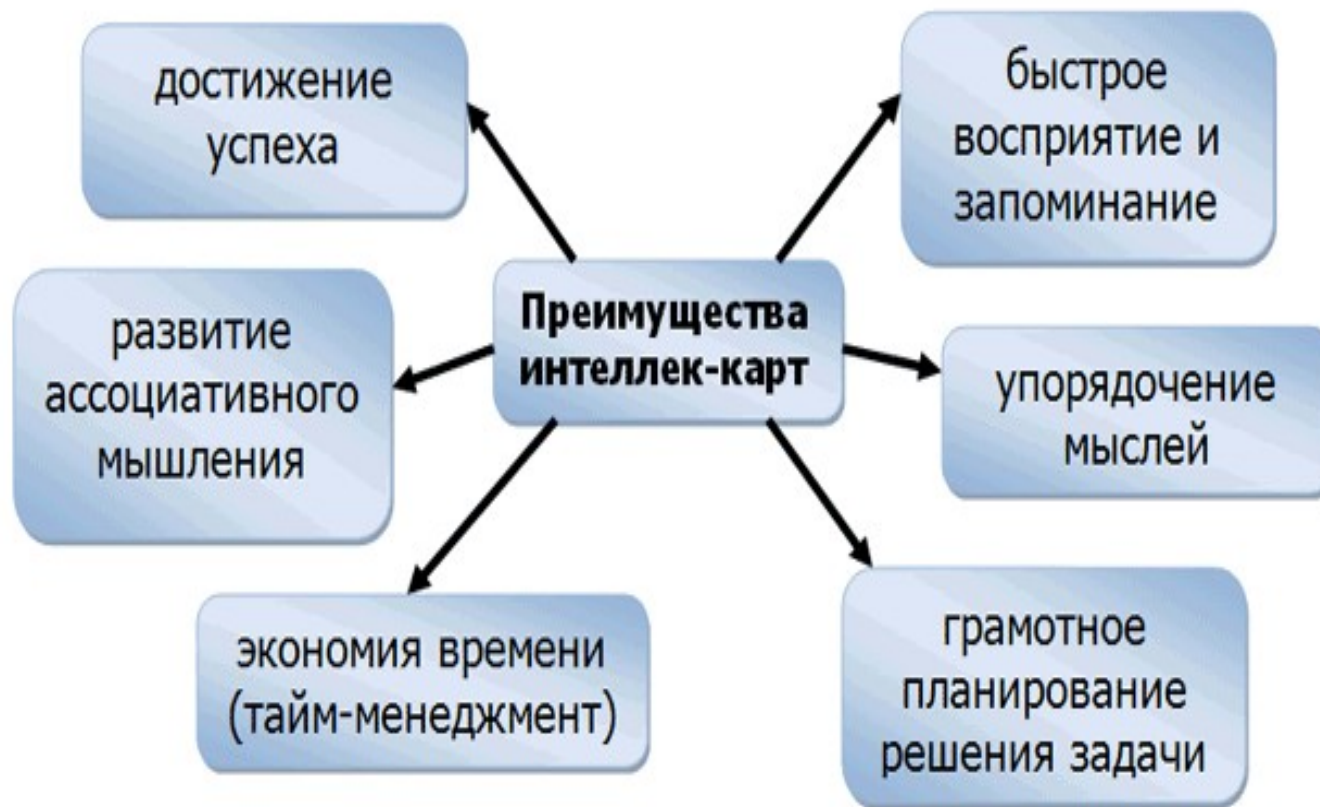 достижение
успеха
быстрое
восприятие и
запоминание
Преимущества
интеллек-карт
развитие
ассоциативного
мышления
упорядочение
мыслей
экономия времени
(тайм-менеджмент)
грамотное
планирование
решения задачи